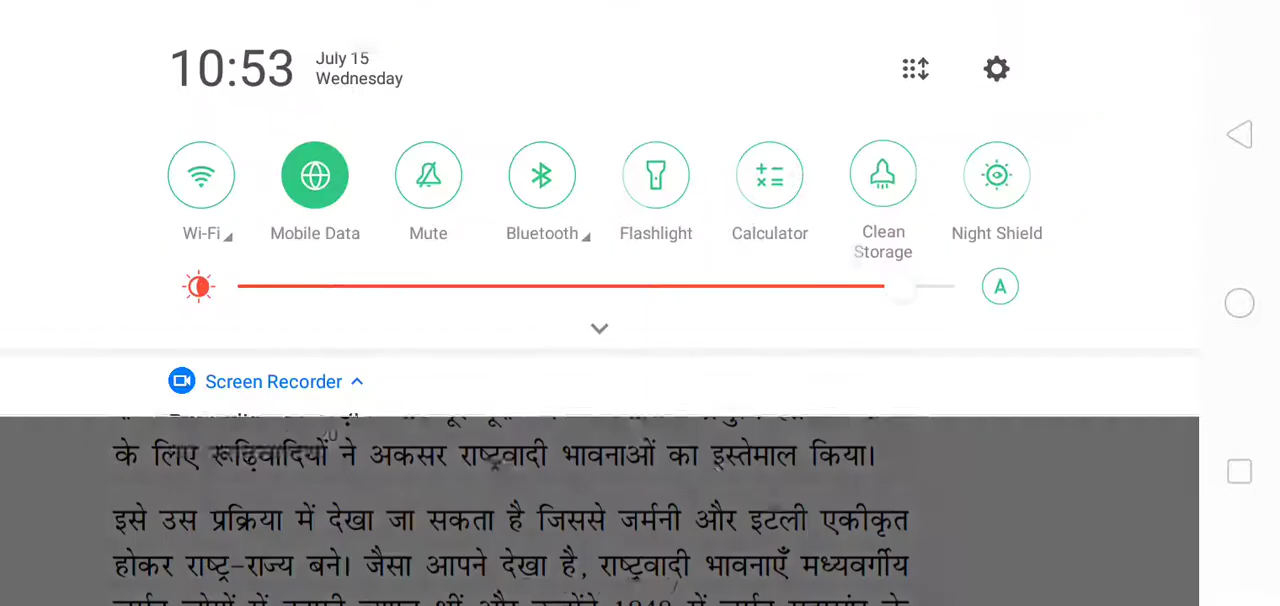 10:53
July 15
Wednesday
Wi-Fi
Mobile Data
Mute
Bluetooth
Flashlight
Calculator
Clean
Storage
Night Shield
A
Screen Recorder
के लिए रूढ़िवादियों ने अकसर राष्ट्रवादी भावनाओं का इस्तेमाल किया।
इसे उस प्रक्रिया में देखा जा सकता है जिससे जर्मनी और इटली एकीकृत
होकर राष्ट्र-राज्य बने। जैसा आपने देखा है, राष्ट्रवादी भावनाएँ मध्यवर्गीय